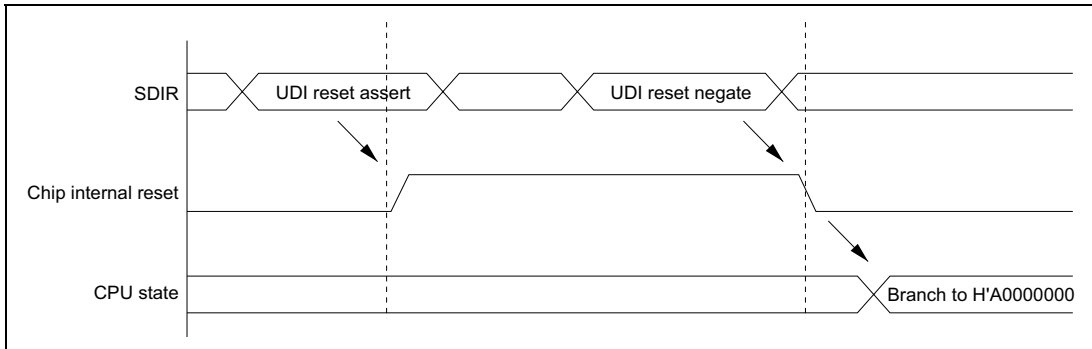 SDIR
UDI reset assert
UDI reset negate
Chip internal reset
CPU state
Branch to H'A0000000